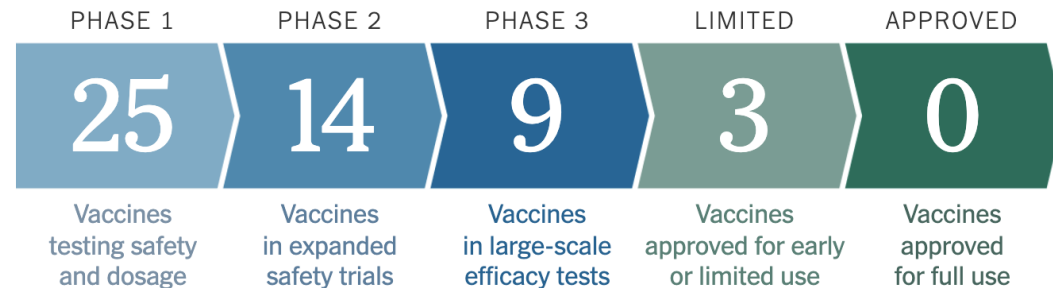 PHASE 1
PHASE 2
PHASE 3
LIMITED
APPROVED
25
14
9
3
0
Vaccines
testing safety
and dosage
Vaccines
in expanded
safety trials
Vaccines
in large-scale
efficacy tests
Vaccines
approved for early
or limited use
Vaccines
approved
for full use